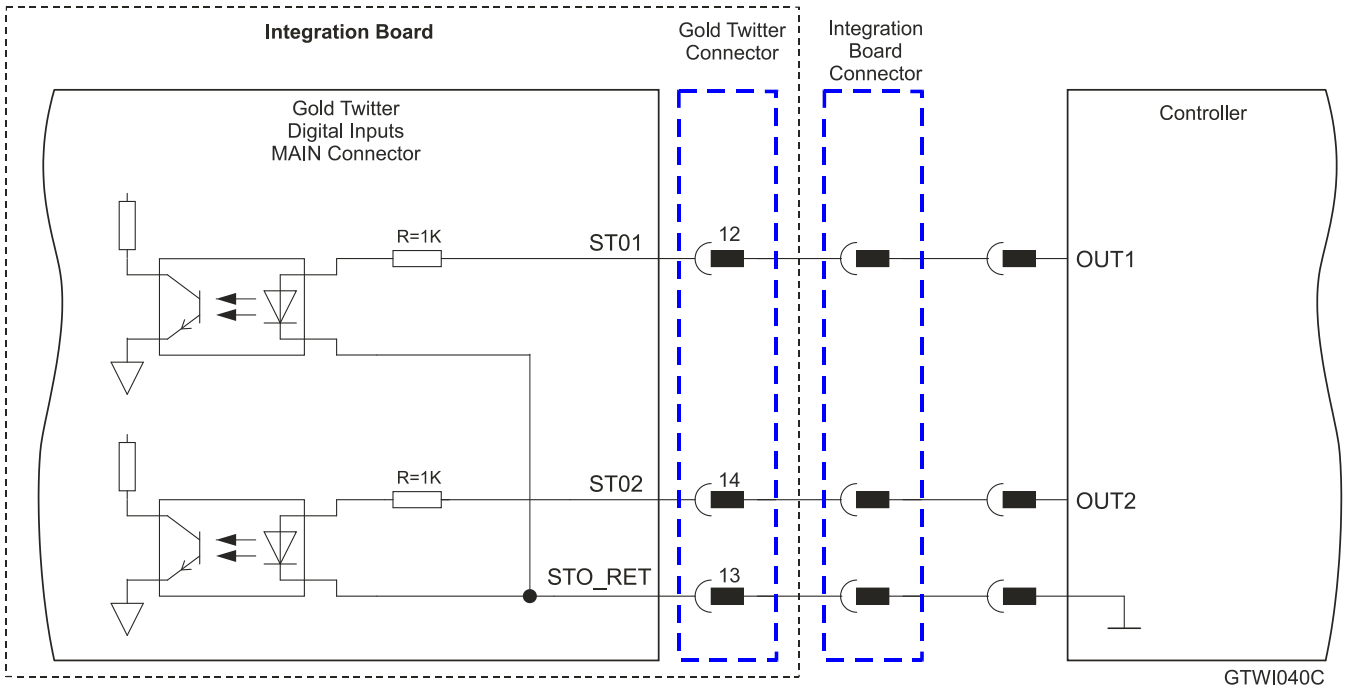 Integration Board
Gold Twitter
Connector
Integration
Board
Connector
Gold Twitter
Digital Inputs
MAIN Connector
Controller
R=1K
ST01
12
OUT1
R=1K
ST02
14
OUT2
STO_RET
13
GTWI040C